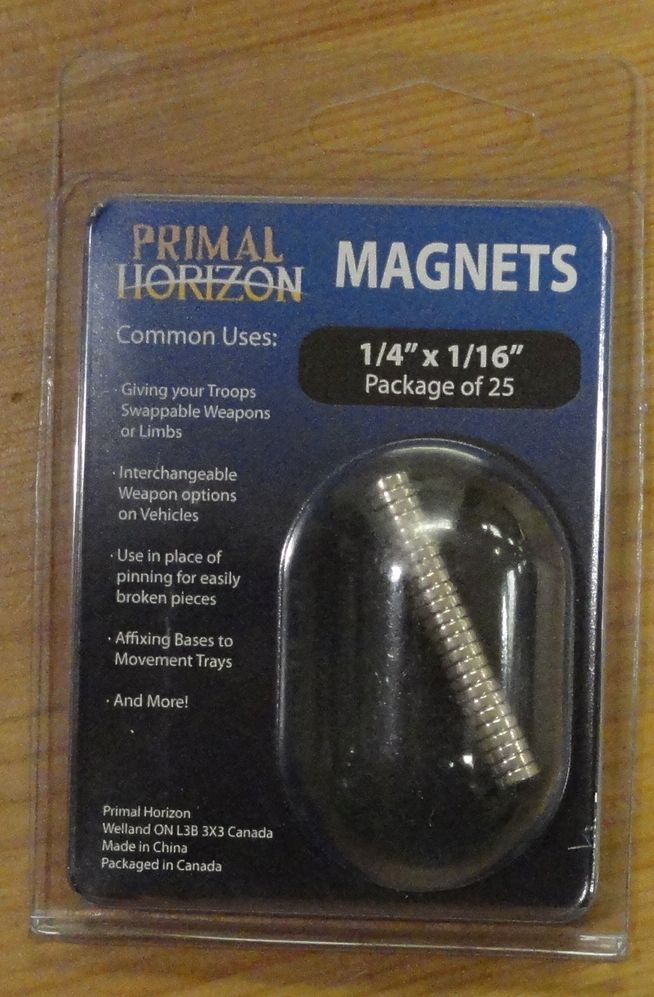 PRIMAL
HORIZON
MAGNETS
1/4" x 1/16"
Package of 25
Common Uses:
· Giving your Troops
Swappable Weapons
or Limbs
· Interchangeable
Weapon options
on Vehicles
· Use in place of
pinning for easily
broken pieces
· Affixing Bases to
Movement Trays
· And More!
Primal Horizon
Welland ON L3B 3X3 Canada
Made in China
Packaged in Canada